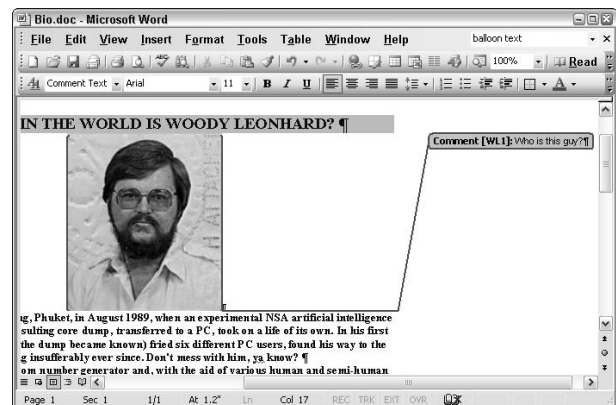 Bio.doc - Microsoft Word
File Edit View Insert Format Tools Table Window Help balloon text
100% Read
Comment Text Arial 11 B I U A
IN THE WORLD IS WOODY LEONHARD? ¶
Comment [WL1]: Who is this guy?¶
¶
ıg, Phuket, in August 1989, when an experimental NSA artificial intelligence
sulting core dump, transferred to a PC, took on a life of its own. In his first
the dump became known) fried six different PC users, found his way to the
g insufferably ever since. Don't mess with him, ya know? ¶
om number generator and, with the aid of various human and semi-human
Page 1 Sec 1 1/1 At 1.2" Ln Col 17 REC TRK EXT OVR